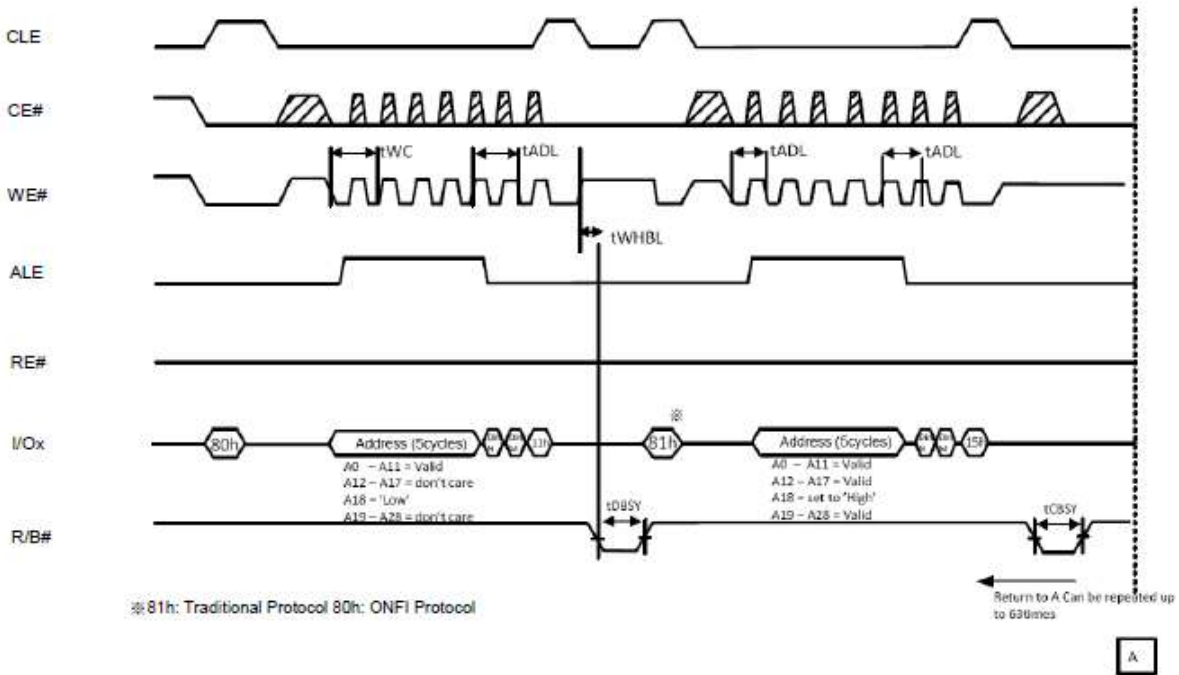 CLE
CE#
tWC
tADL
tADL
tADL
WE#
tWHBL
ALE
RE#
※
I/Ox
80h
Address (5cycles)
11h
81h
Address (5cycles)
15h
A0 – A11 = Valid
A12 – A17 = don't care
A18 = 'Low'
A19 – A28 = don't care
A0 – A11 = Valid
A12 – A17 = Valid
A18 = set to 'High'
A19 – A28 = Valid
tDBSY
tCBSY
R/B#
※81h: Traditional Protocol 80h: ONFI Protocol
Return to A Can be repeated up
to 63times
A